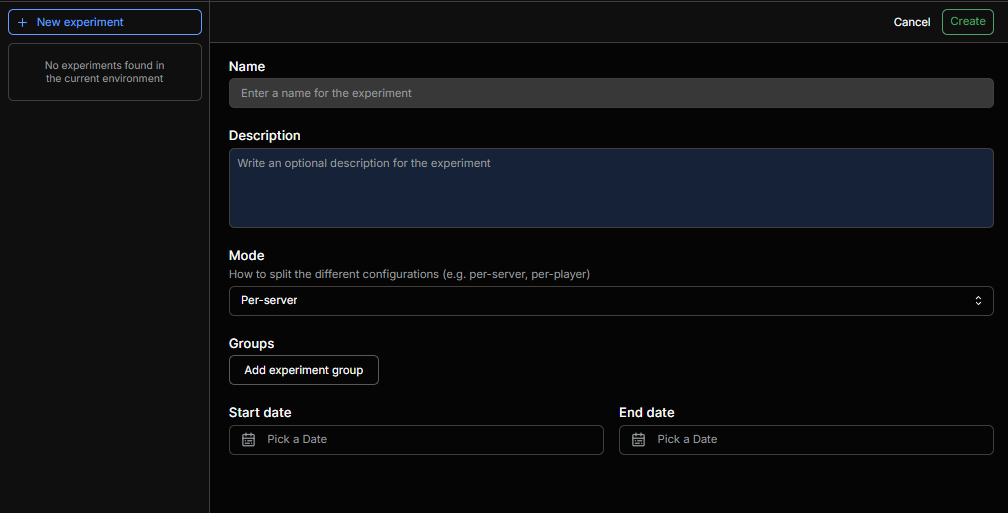 New experiment
No experiments found in
the current environment
Cancel
Create
Name
Enter a name for the experiment
Description
Write an optional description for the experiment
Mode
How to split the different configurations (e.g. per-server, per-player)
Per-server
Groups
Add experiment group
Start date
End date
Pick a Date
Pick a Date